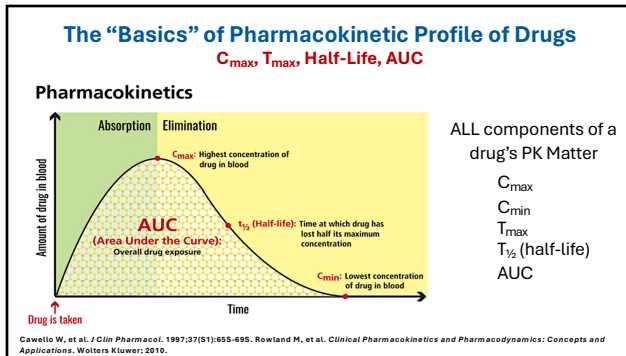 The “Basics” of Pharmacokinetic Profile of Drugs
Cmax, Tmax, Half-Life, AUC
Pharmacokinetics
Absorption
Elimination
Cmax: Highest concentration of
drug in blood
t½ (Half-life): Time at which drug has
lost half its maximum
concentration
AUC
(Area Under the Curve):
Overall drug exposure
Cmin: Lowest concentration
of drug in blood
Amount of drug in blood
Time
Drug is taken
ALL components of a
drug’s PK Matter
Cmax
Cmin
Tmax
T½ (half-life)
AUC
Cawello W, et al. J Clin Pharmacol. 1997;37(S1):65S-69S. Rowland M, et al. Clinical Pharmacokinetics and Pharmacodynamics: Concepts and
Applications. Wolters Kluwer; 2010.